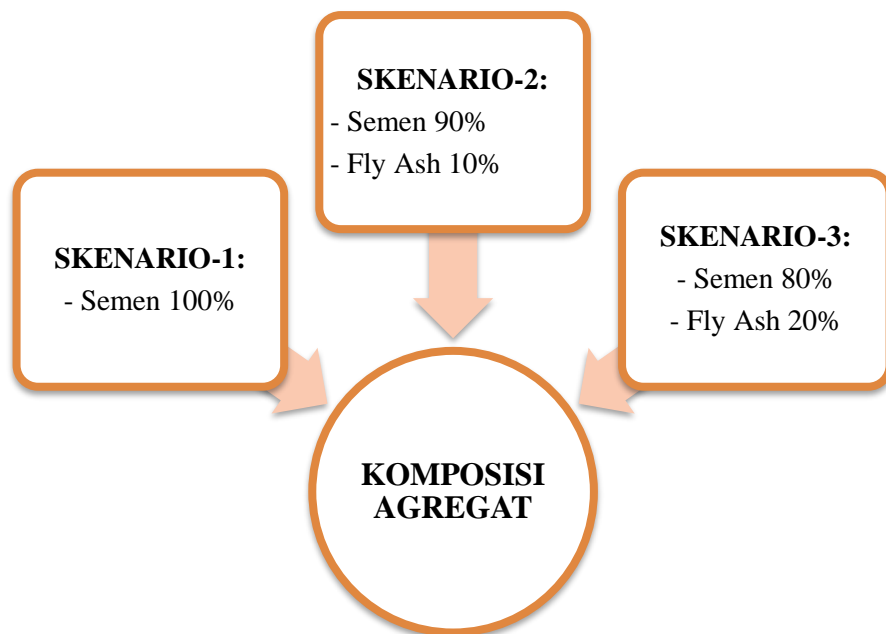 SKENARIO-1:
- Semen 100%
SKENARIO-2:
- Semen 90%
- Fly Ash 10%
SKENARIO-3:
- Semen 80%
- Fly Ash 20%
KOMPOSISI
AGREGAT